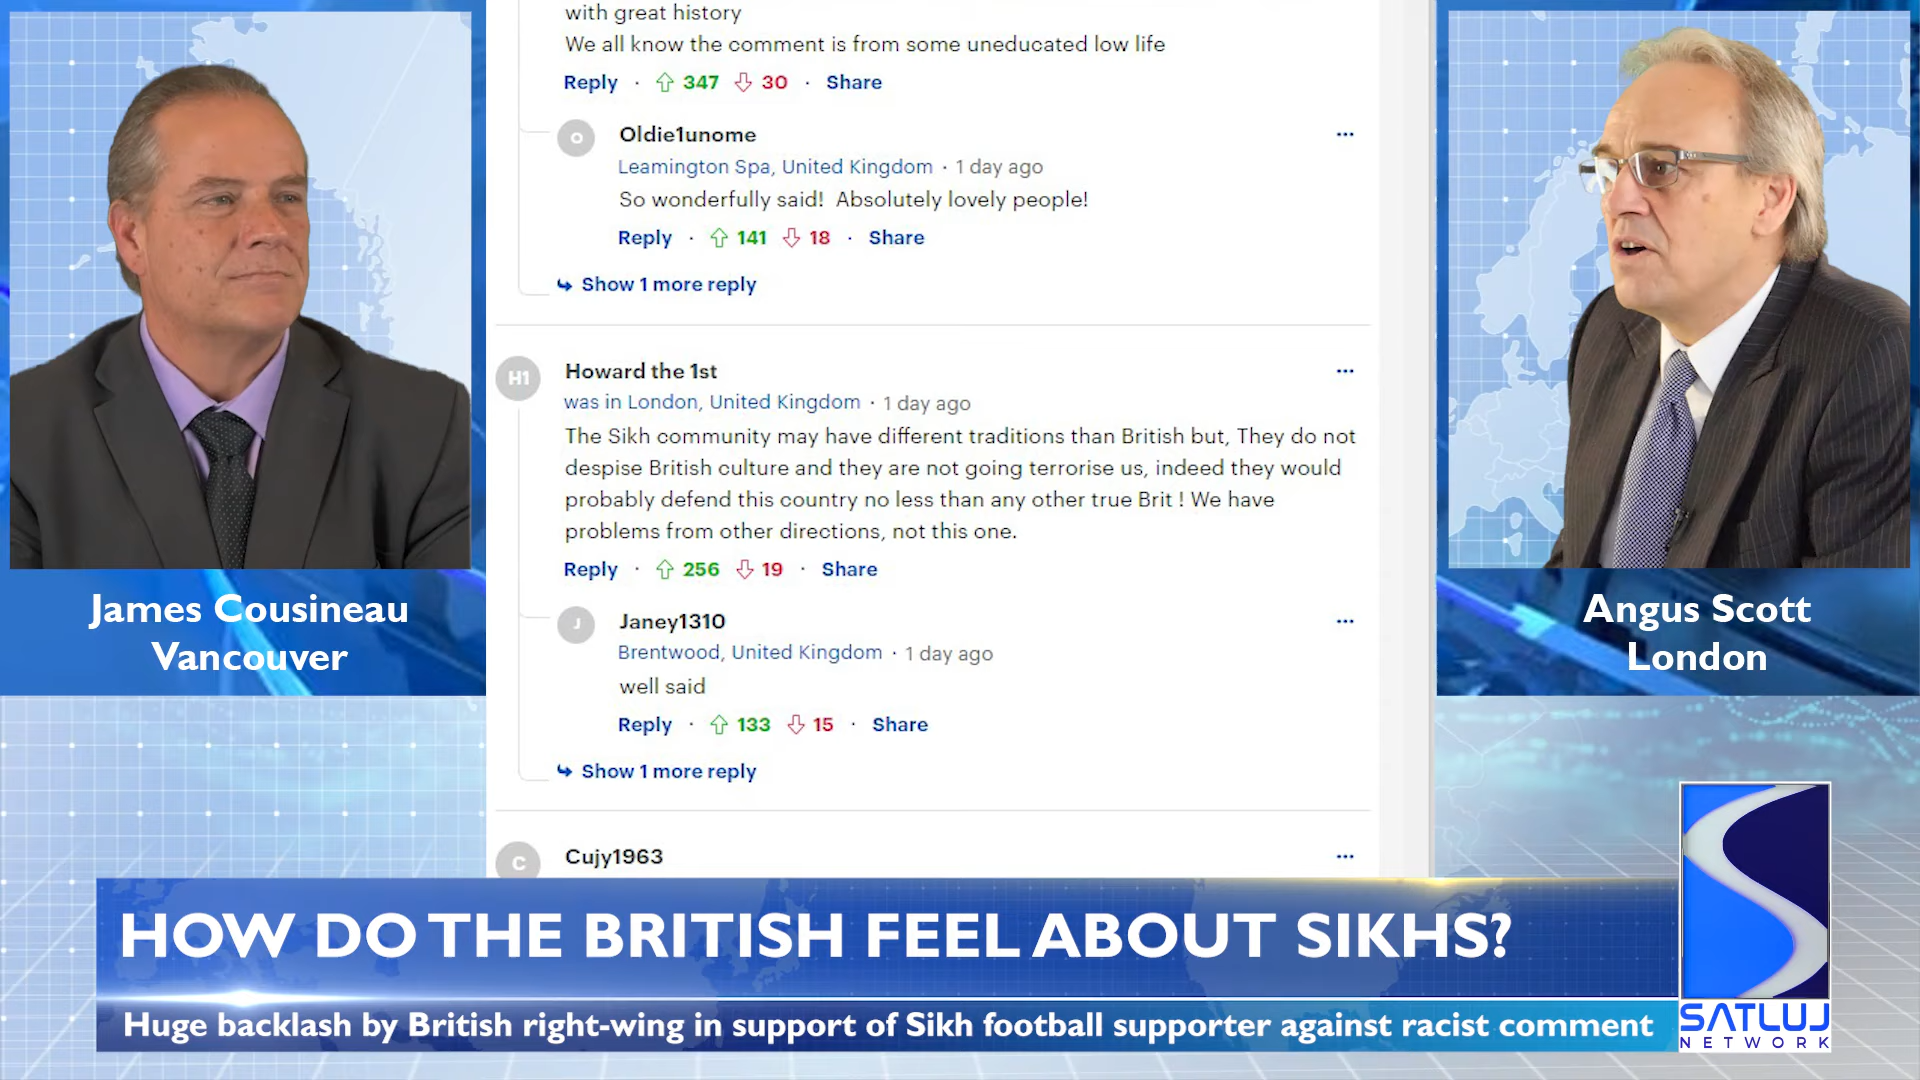 with great history
We all know the comment is from some uneducated low life
Reply · 347 30 · Share
O
Oldie1unome
...
Leamington Spa, United Kingdom · 1 day ago
So wonderfully said! Absolutely lovely people!
Reply · 141 18 · Share
Show 1 more reply
H1
Howard the 1st
...
was in London, United Kingdom · 1 day ago
The Sikh community may have different traditions than British but, They do not
despise British culture and they are not going terrorise us, indeed they would
probably defend this country no less than any other true Brit ! We have
problems from other directions, not this one.
Reply · 256 19 · Share
J
Janey1310
...
Brentwood, United Kingdom · 1 day ago
well said
Reply · 133 15 · Share
Show 1 more reply
C
Cujy1963
...
James Cousineau
Vancouver
Angus Scott
London
HOW DO THE BRITISH FEEL ABOUT SIKHS?
Huge backlash by British right-wing in support of Sikh football supporter against racist comment
SATLUJ
NETWORK